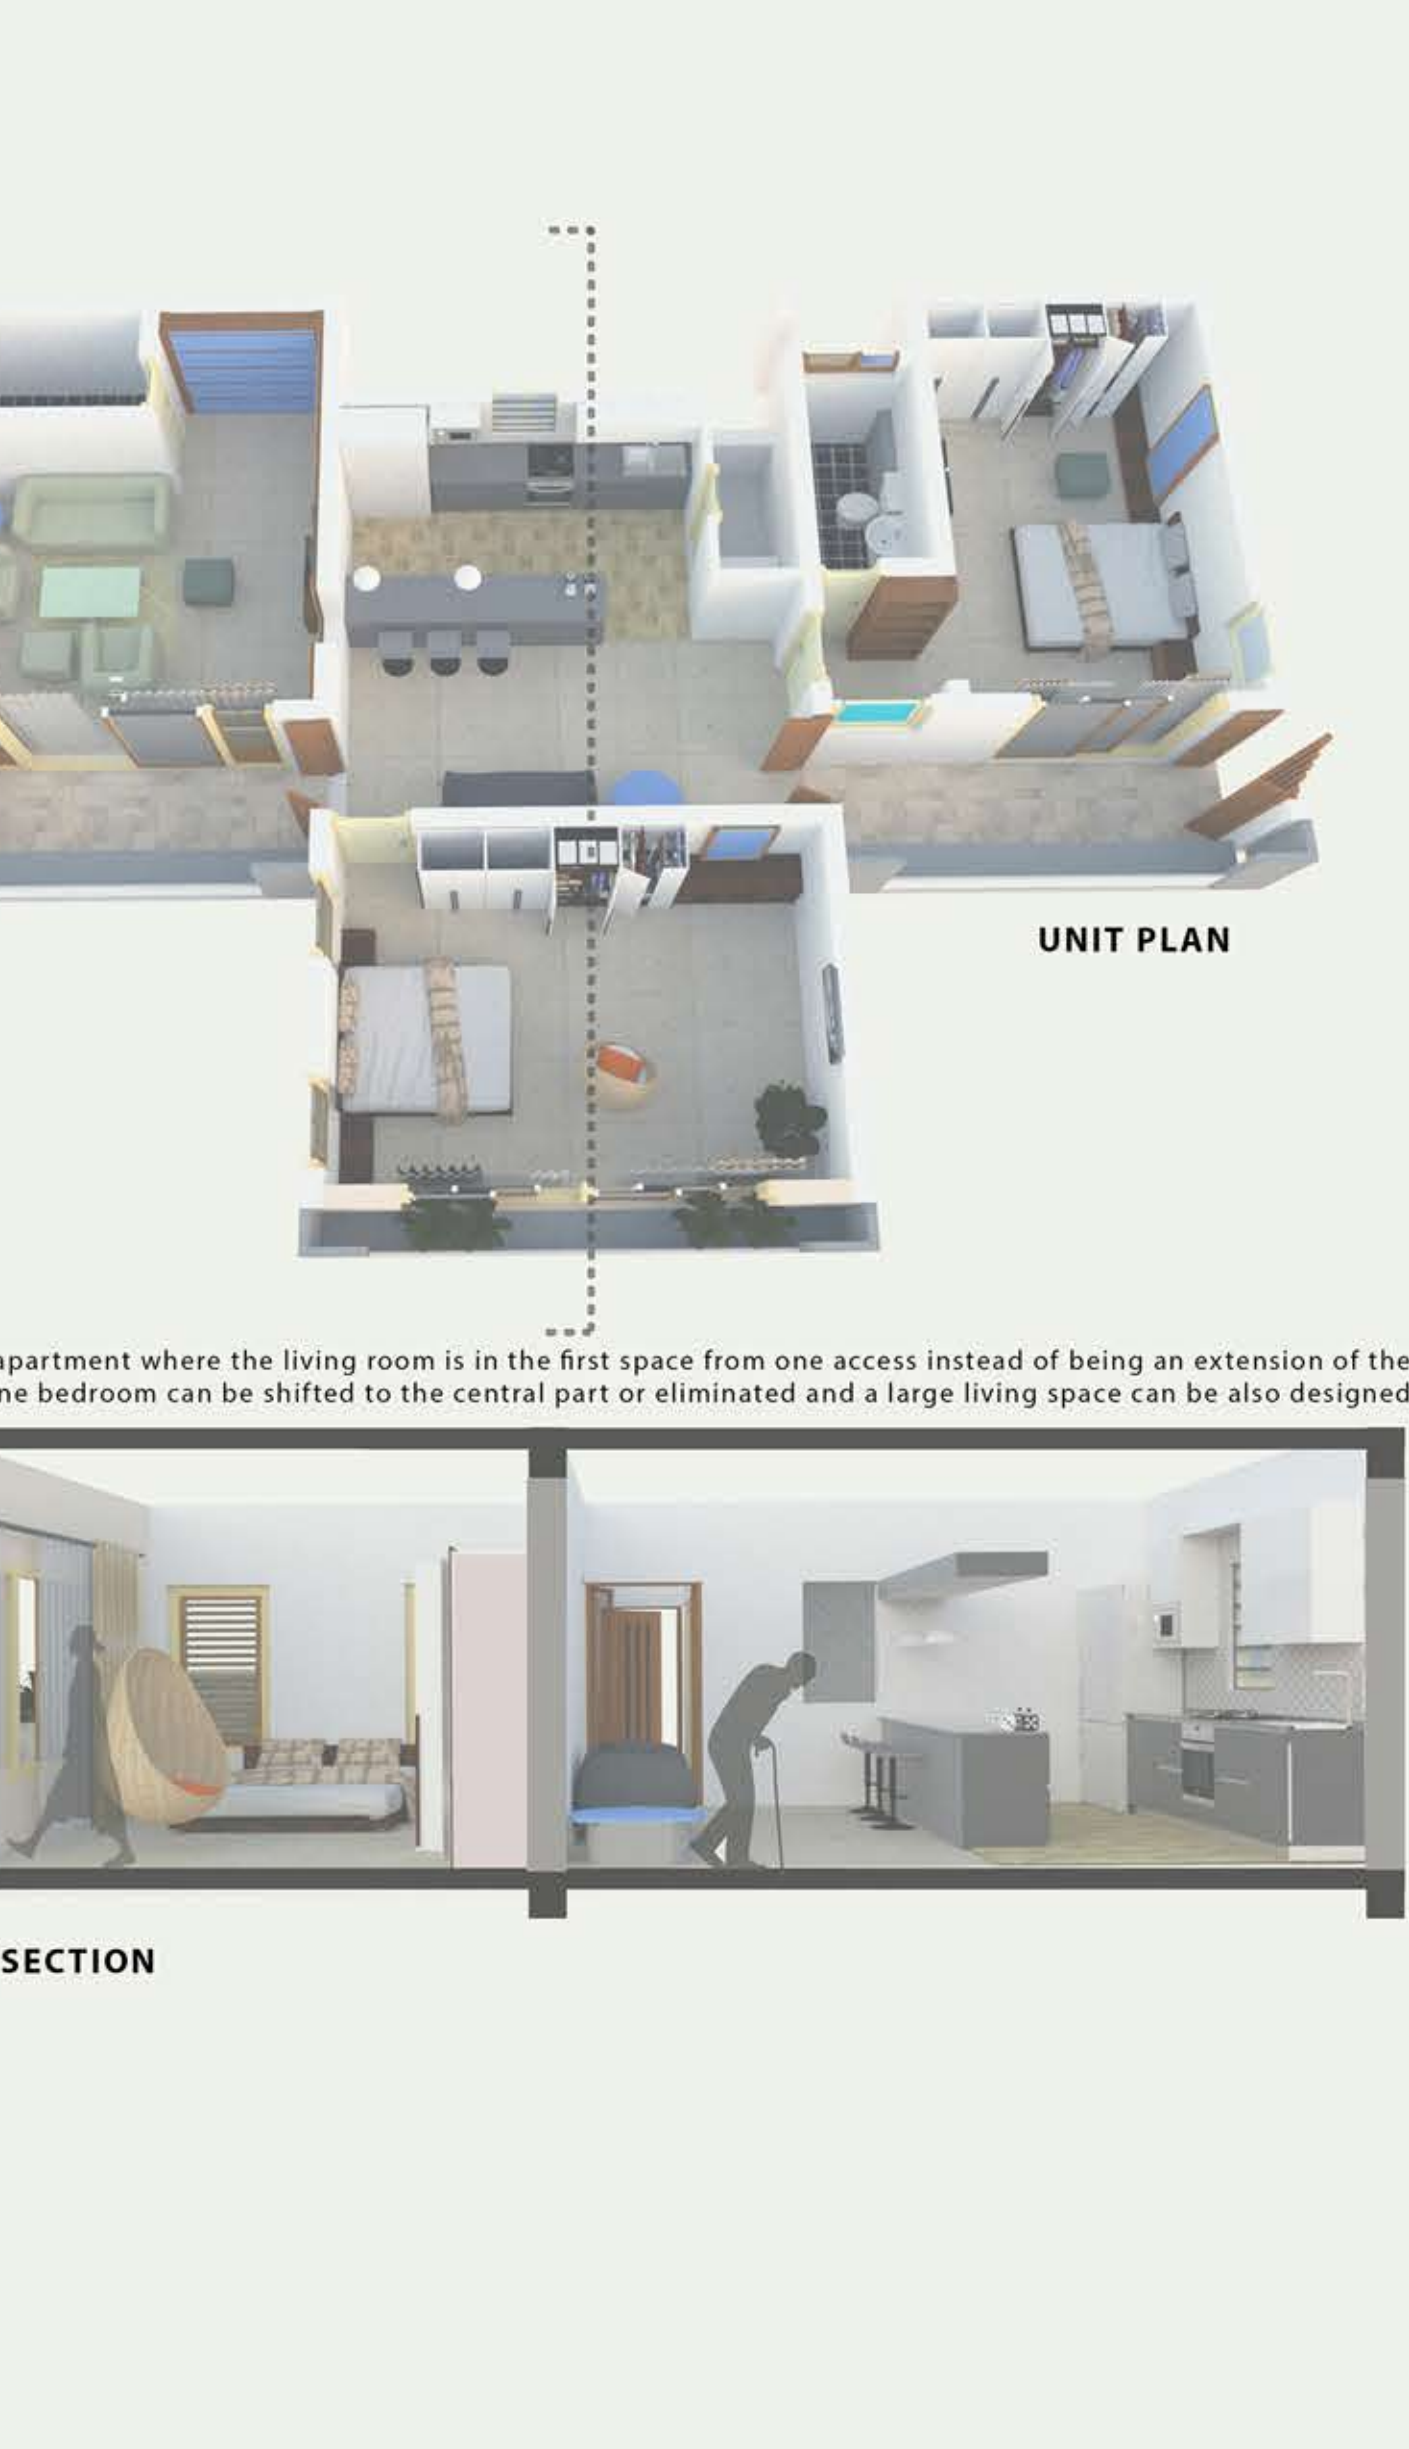 UNIT PLAN
apartment where the living room is in the first space from one access instead of being an extension of the
bedroom can be shifted to the central part or eliminated and a large living space can be also designed
SECTION